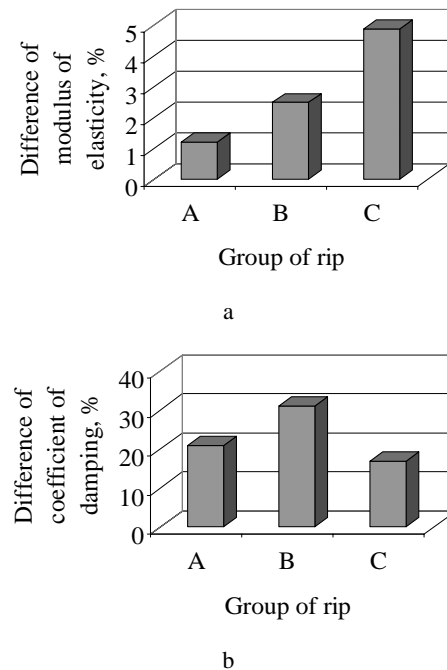 Difference of
modulus of
elasticity, %
5
4
3
2
1
0
A B C
Group of rip
a
Difference of
coefficient of
damping, %
40
30
20
10
0
A B C
Group of rip
b